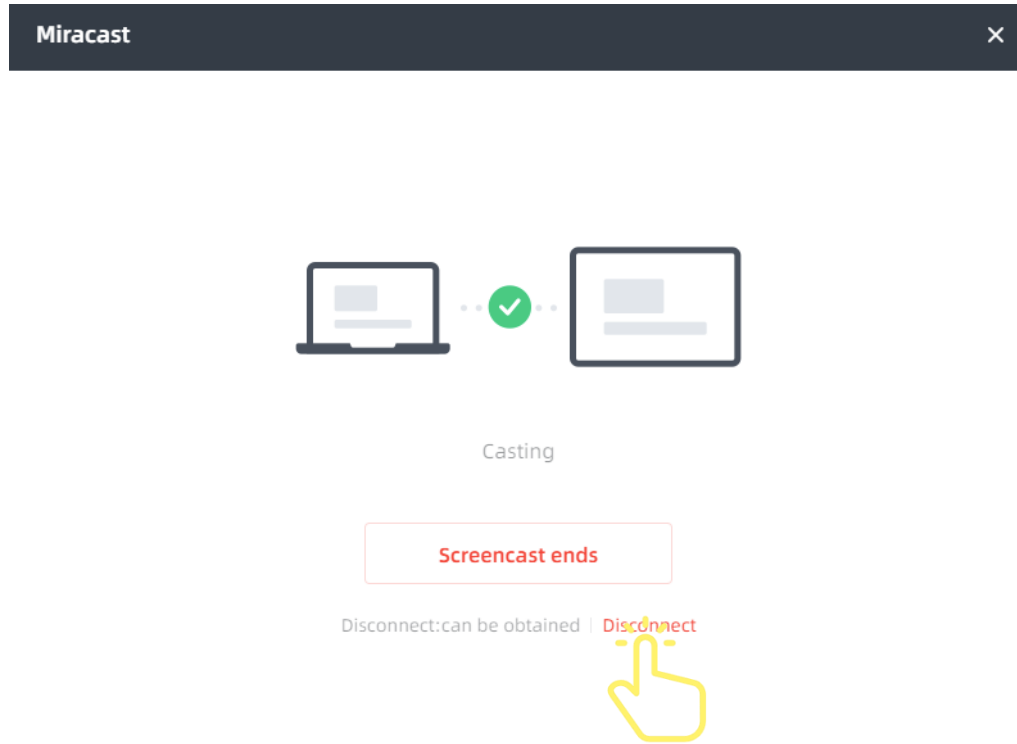 Miracast
Casting
Screencast ends
Disconnect:can be obtained | Disconnect